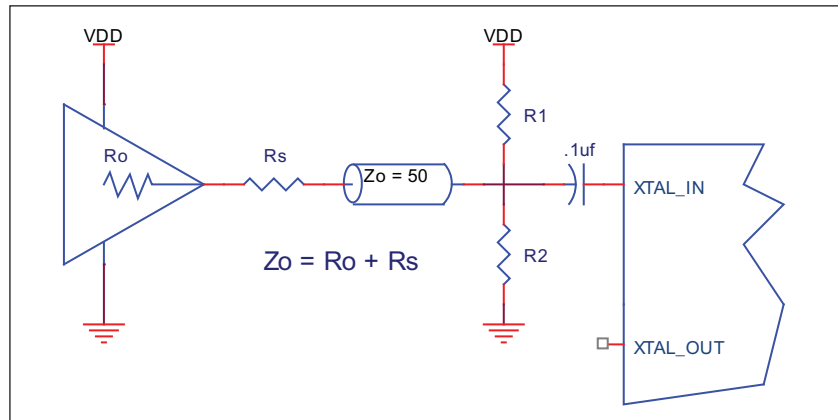 VDD
VDD
R1
.1uf
Ro
Rs
Zo = 50
XTAL_IN
Zo = Ro + Rs
R2
XTAL_OUT